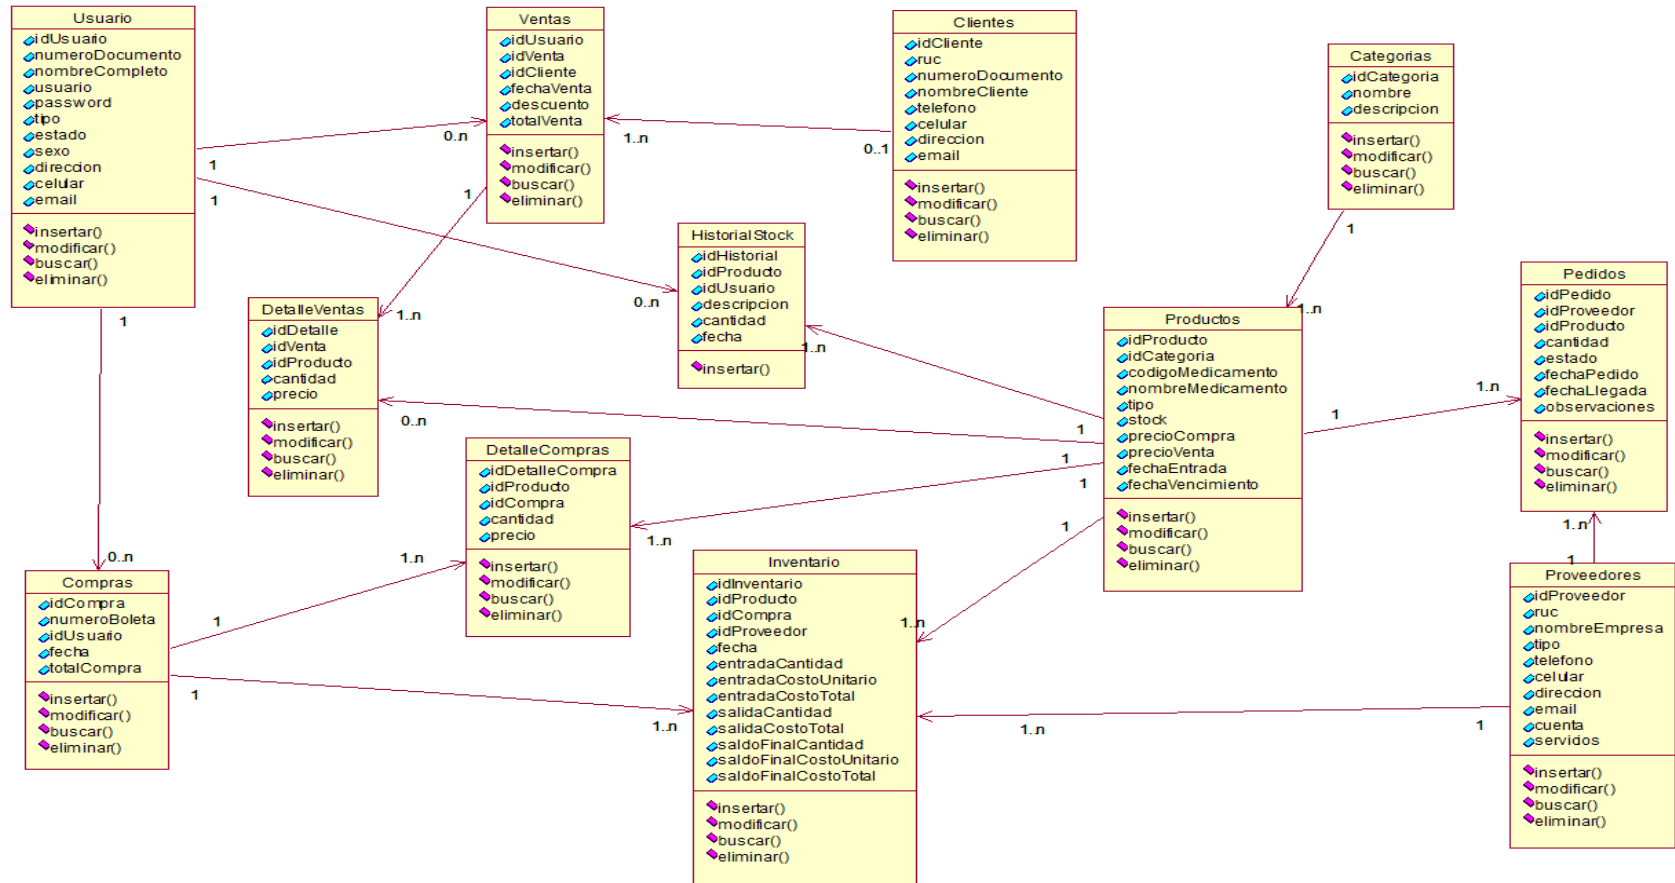 Usuario
idUsuario
numeroDocumento
nombreCompleto
usuario
password
tipo
estado
sexo
direccion
celular
email
insertar()
modificar()
buscar()
eliminar()
Ventas
idUsuario
idVenta
idCliente
fechaVenta
descuento
totalVenta
insertar()
modificar()
buscar()
eliminar()
Clientes
idCliente
ruc
numeroDocumento
nombreCliente
telefono
celular
direccion
email
insertar()
modificar()
buscar()
eliminar()
Categorias
idCategoria
nombre
descripcion
insertar()
modificar()
buscar()
eliminar()
1
0..n
1..n
0..1
1
1
1
0..n
1..n
1
1..n
HistorialStock
idHistorial
idProducto
idUsuario
descripcion
cantidad
fecha
insertar()
DetalleVentas
idDetalle
idVenta
idProducto
cantidad
precio
insertar()
modificar()
buscar()
eliminar()
Productos
idProducto
idCategoria
codigoMedicamento
nombreMedicamento
tipo
stock
precioCompra
precioVenta
fechaEntrada
fechaVencimiento
insertar()
modificar()
buscar()
eliminar()
Pedidos
idPedido
idProveedor
idProducto
cantidad
estado
fechaPedido
fechaLlegada
observaciones
insertar()
modificar()
buscar()
eliminar()
1..n
0..n
1
1
1
1
1
1..n
1..n
1..n
1
DetalleCompras
idDetalleCompra
idProducto
idCompra
cantidad
precio
insertar()
modificar()
buscar()
eliminar()
0..n
1..n
1
1
1..n
1..n
1..n
1
Compras
idCompra
numeroBoleta
idUsuario
fecha
totalCompra
insertar()
modificar()
buscar()
eliminar()
Inventario
idInventario
idProducto
idCompra
idProveedor
fecha
entradaCantidad
entradaCostoUnitario
entradaCostoTotal
salidaCantidad
salidaCostoTotal
saldoFinalCantidad
saldoFinalCostoUnitario
saldoFinalCostoTotal
insertar()
modificar()
buscar()
eliminar()
Proveedores
idProveedor
ruc
nombreEmpresa
tipo
telefono
celular
direccion
email
cuenta
servicios
insertar()
modificar()
buscar()
eliminar()